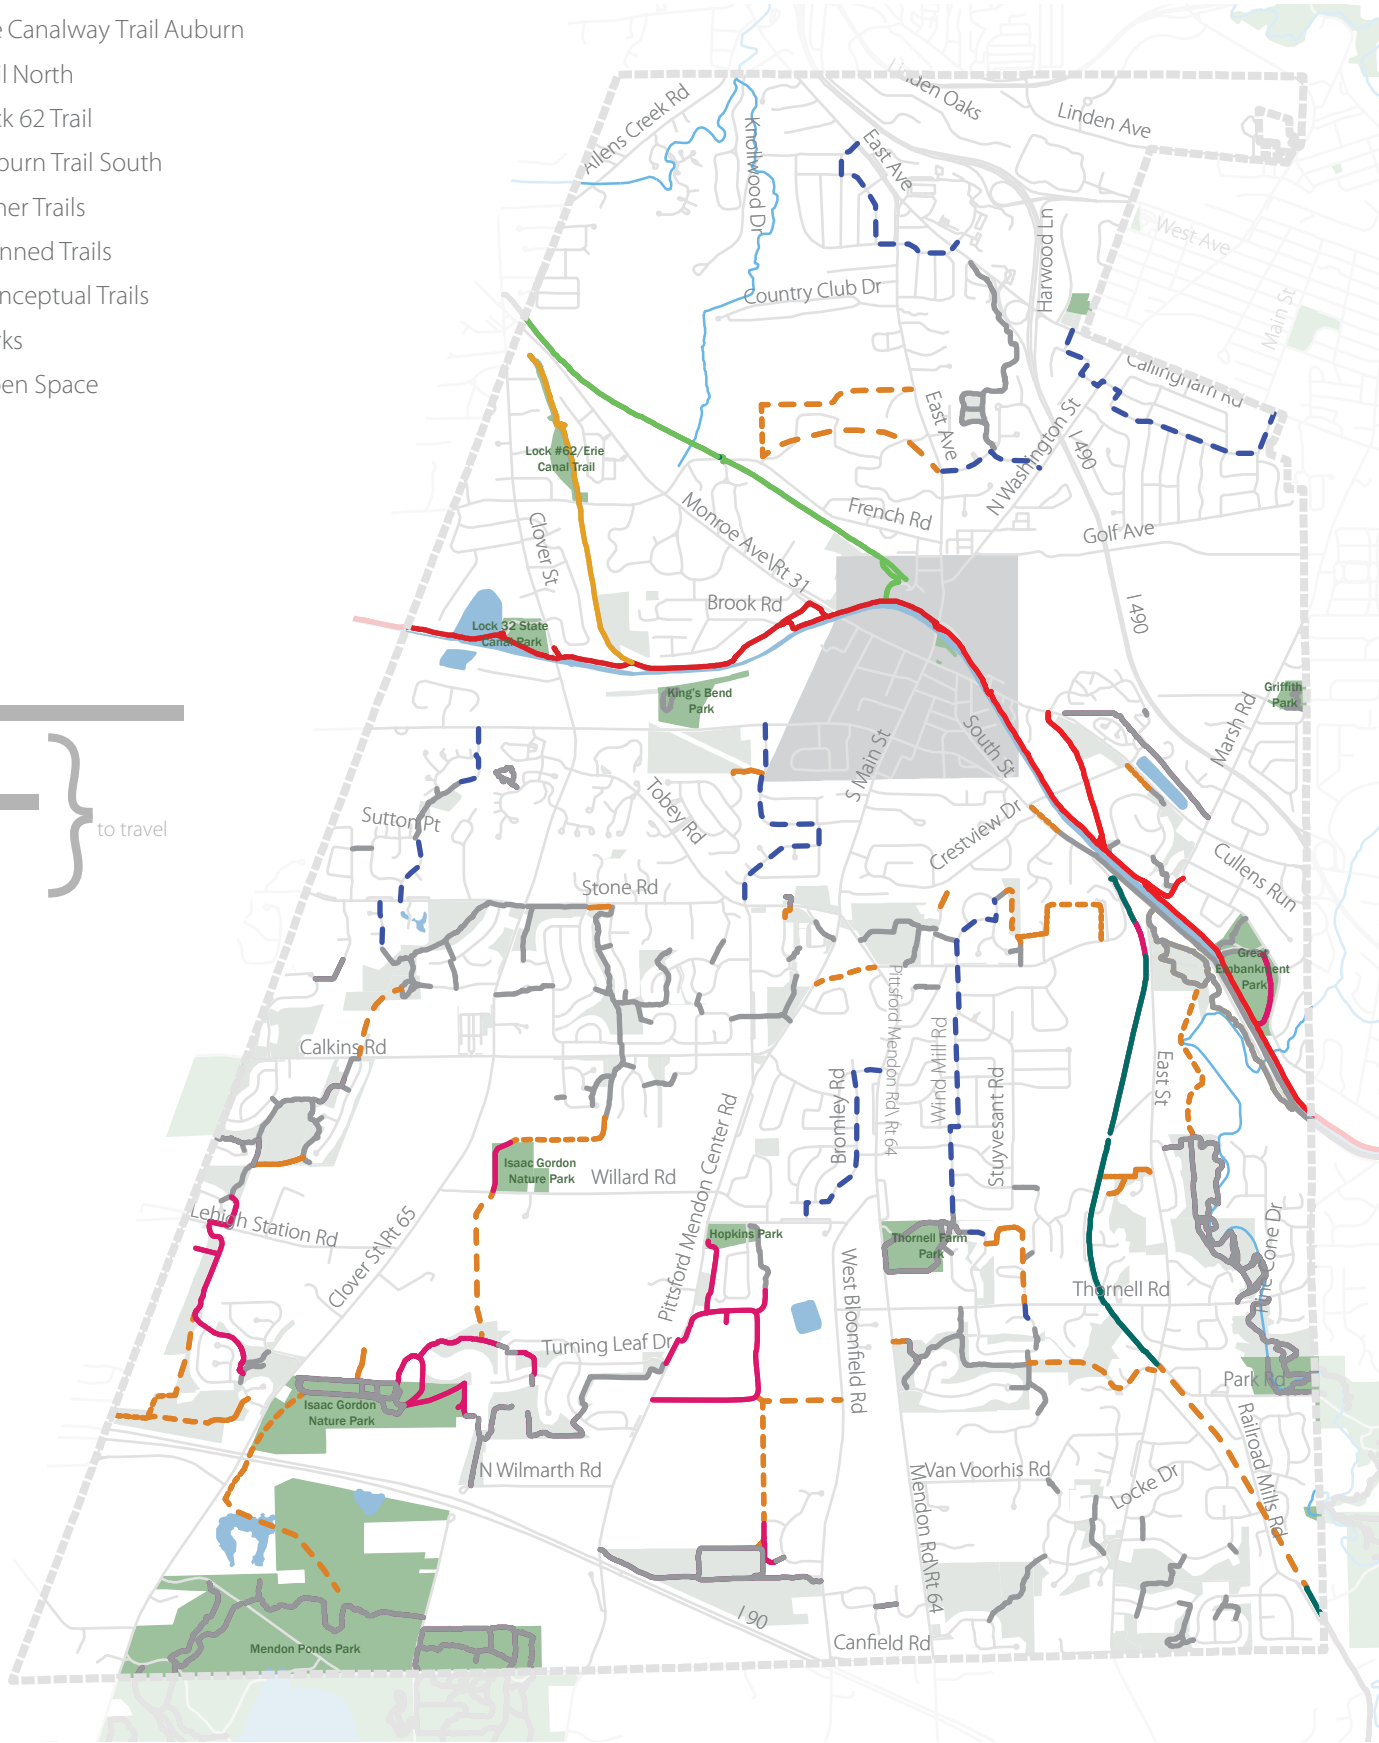 e Canalway Trail Auburn
il North
ck 62 Trail
burn Trail South
her Trails
nned Trails
nceptual Trails
rks
en Space
to travel
Allens Creek Rd
Knollwood Dr
East Ave
Linden Oaks
Linden Ave
West Ave
Harwood Ln
Main St
Country Club Dr
Callingham Rd
East Ave
N Washington St
I 490
Lock #62/Erie
Canal Trail
Clover St
Monroe Ave\Rt 31
French Rd
Golf Ave
Brook Rd
I 490
Lock 32 State
Canal Park
King's Bend
Park
Griffith
Park
Marsh Rd
S Main St
South St
Sutton Pt
Tobey Rd
Crestview Dr
Cullens Run
Stone Rd
Great
Embankment
Park
Pittsford Mendon Rd\ Rt 64
Wind Mill Rd
Calkins Rd
Bromley Rd
Stuyvesant Rd
East St
Pittsford Mendon Center Rd
Isaac Gordon
Nature Park
Willard Rd
Lehigh Station Rd
Clover St\Rt 65
Hopkins Park
Thornell Farm
Park
Pine Cone Dr
West Bloomfield Rd
Thornell Rd
Turning Leaf Dr
Park Rd
Isaac Gordon
Nature Park
Railroad Mills Rd
N Wilmarth Rd
Van Voorhis Rd
Locke Dr
Mendon Rd\Rt 64
I 90
Canfield Rd
Mendon Ponds Park